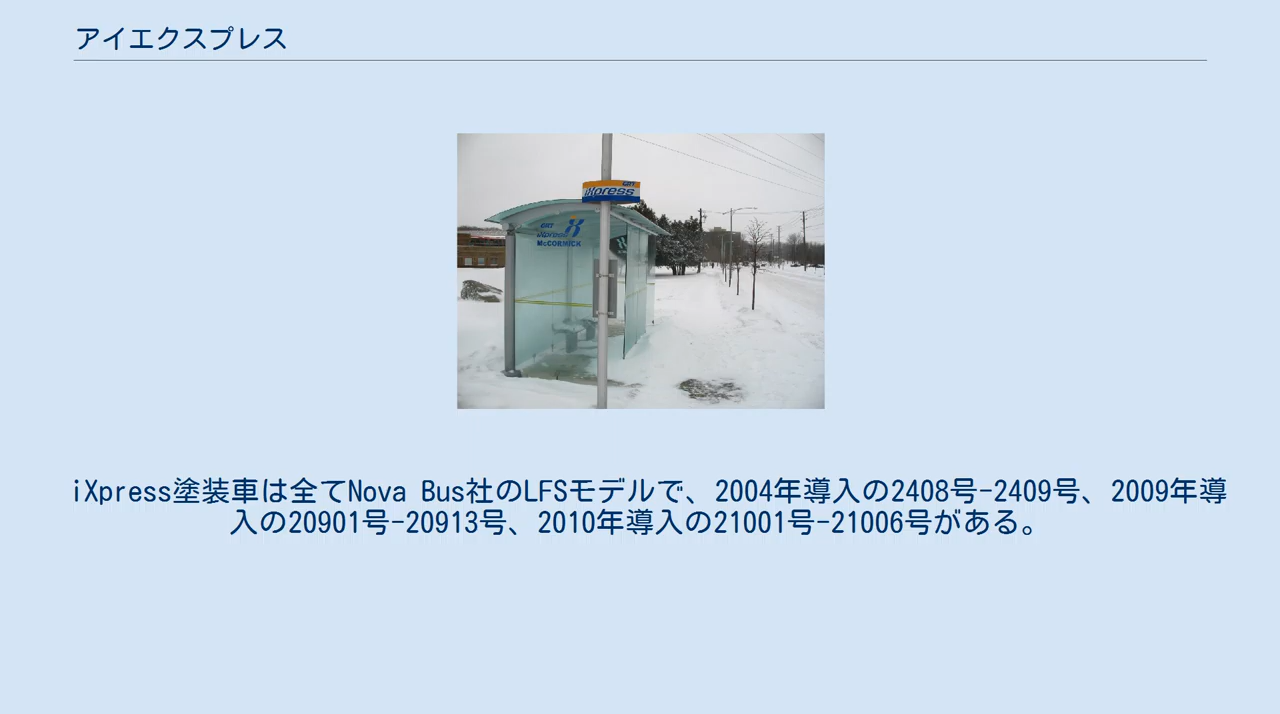 アイエクスプレス
GRT
iXpress
GRT
iXpress
McCORMICK
iXpress塗装車は全てNova Bus社のLFSモデルで、2004年導入の2408号-2409号、2009年導
入の20901号-20913号、2010年導入の21001号-21006号がある。